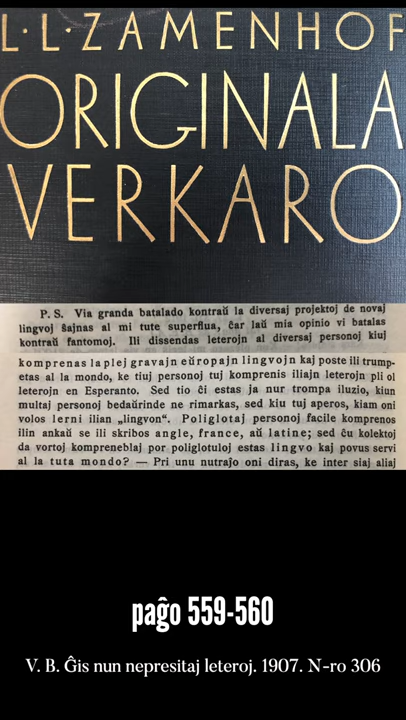 L·L·ZAMENHOF
ORIGINALA
VERKARO
P. S. Via granda batalado kontraŭ la diversaj projektoj de novaj
lingvoj ŝajnas al mi tute superflua, ĉar laŭ mia opinio vi batalas
kontraŭ fantomoj. Ili dissendas leterojn al diversaj personoj kiuj
komprenas la plej gravajn eŭropajn lingvojn kaj poste ili trump-
etas al la mondo, ke tiuj personoj tuj komprenis iliajn leterojn pli ol
leterojn en Esperanto. Sed tio ĉi estas ja nur trompa iluzio, kiun
multaj personoj bedaŭrinde ne rimarkas, sed kiu tuj aperos, kiam oni
volos lerni ilian „lingvon“. Poliglotaj personoj facile komprenos
ilin ankaŭ se ili skribos angle, france, aŭ latine; sed ĉu kolektoj
da vortoj kompreneblaj por poliglotuloj estas lingvo kaj povus servi
al la tuta mondo? — Pri unu nutraĵo oni diras, ke inter siaj aliaj
paĝo 559-560
V. B. Ĝis nun nepresitaj leteroj. 1907. N-ro 306